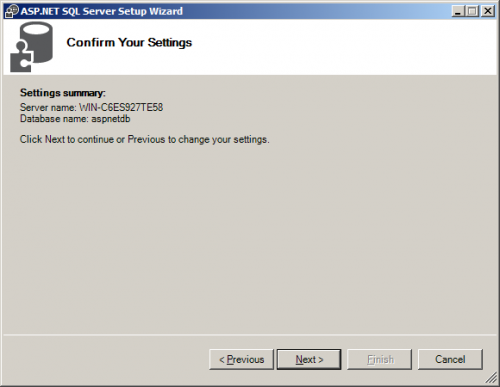 ASP.NET SQL Server Setup Wizard
Confirm Your Settings
Settings summary:
Server name: WIN-C6ES927TE58
Database name: aspnetdb
Click Next to continue or Previous to change your settings.
< Previous
Next >
Finish
Cancel